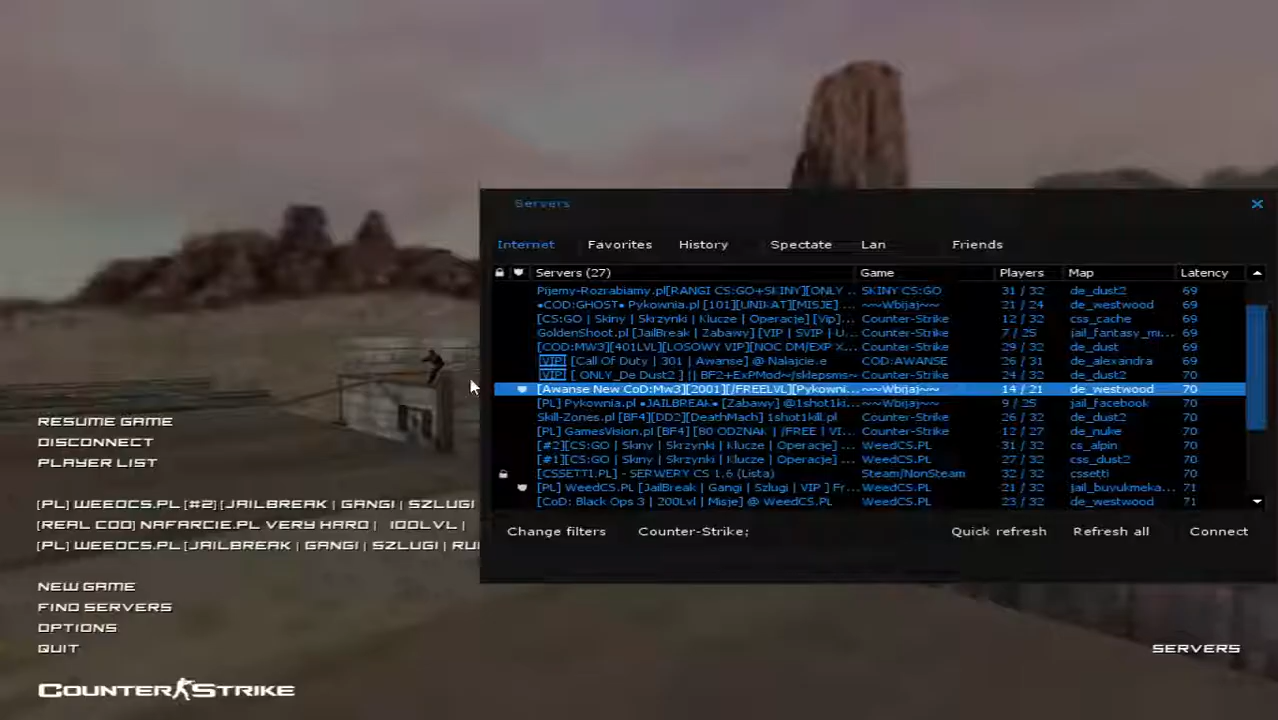 Servers
Internet Favorites History Spectate Lan Friends
Servers (27) Game Players Map Latency
Pijemy-Rozrabiamy.pl[RANGI CS:GO+SKINY][ONLY ... SKINY CS:GO 31 / 32 de_dust2 69
•COD:GHOST• Pykownia.pl [101][UNIKAT][MISJE] ... ~~Wbijaj~~ 21 / 24 de_westwood 69
[CS:GO | Skiny | Skrzynki | Klucze | Operacje] [Vip]... Counter-Strike 12 / 32 css_cache 69
GoldenShoot.pl [JailBreak | Zabawy] [VIP | SVIP | U... Counter-Strike 7 / 25 jail_fantasy_m... 69
[COD:MW3][401LVL][LOSOWY VIP][NOC DM/EXP X... Counter-Strike 29 / 32 de_dust 69
[VIP] [Call Of Duty | 301 | Awanse] @ Nalajcie.e COD:AWANSE 26 / 31 de_alexandra 69
[VIP] [ ONLY_De Dust2 ] || BF2+ExPMod~/sklepsms~ Counter-Strike 24 / 32 de_dust2 70
[Awanse New CoD:Mw3][2001][/FREELVL][Pykowni... ~~Wbijaj~~ 14 / 21 de_westwood 70
[PL] Pykownia.pl •JAILBREAK• [Zabawy] @1shot1ki... ~~Wbijaj~~ 9 / 25 jail_facebook 70
Skill-Zones.pl [BF4][DD2][DeathMach] 1shot1kill.pl Counter-Strike 26 / 32 de_dust2 70
[PL] GamesVision.pl [BF4] [80 ODZNAK | /FREE | VI... Counter-Strike 12 / 27 de_nuke 70
[#2][CS:GO | Skiny | Skrzynki | Klucze | Operacje] ... WeedCS.PL 31 / 32 cs_alpin 70
[#1][CS:GO | Skiny | Skrzynki | Klucze | Operacje] ... WeedCS.PL 27 / 32 css_dust2 70
[CSSETTI.PL] - SERWERY CS 1.6 (Lista) Steam/NonSteam 32 / 32 cssetti 70
[PL] WeedCS.PL [JailBreak | Gangi | Szlugi | VIP ] Fr... WeedCS.PL 21 / 32 jail_buvukmeka... 71
[CoD: Black Ops 3 | 200Lvl | Misje] @ WeedCS.PL WeedCS.PL 23 / 32 de_westwood 71
Change filters Counter-Strike; Quick refresh Refresh all Connect
RESUME GAME
DISCONNECT
PLAYER LIST
[PL] WEEDCS.PL [#2] [JAILBREAK | GANGI | SZLUGI
[REAL COD] NAFARCIE.PL VERY HARD | 100LVL |
[PL] WEEDCS.PL [JAILBREAK | GANGI | SZLUGI | RU
NEW GAME
FIND SERVERS
OPTIONS
QUIT
SERVERS
COUNTER STRIKE